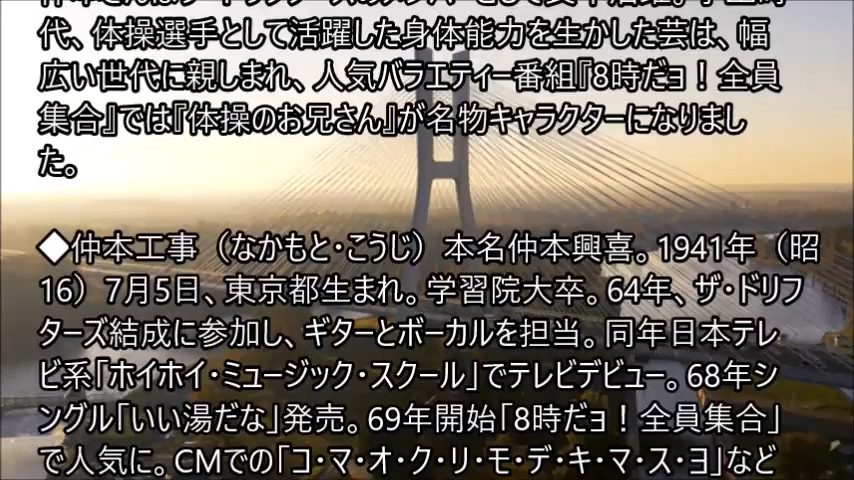 代、体操選手として活躍した身体能力を生かした芸は、幅
広い世代に親しまれ、人気バラエティー番組『8時だョ！全員
集合』では『体操のお兄さん』が名物キャラクターになりまし
た。
◆仲本工事（なかもと・こうじ）本名仲本興喜。1941年（昭
16）7月5日、東京都生まれ。学習院大卒。64年、ザ・ドリフ
ターズ結成に参加し、ギターとボーカルを担当。同年日本テレ
ビ系「ホイホイ・ミュージック・スクール」でテレビデビュー。68年シ
ングル「いい湯だな」発売。69年開始「8時だョ！全員集合」
で人気に。CMでの「コ・マ・オ・ク・リ・モ・デ・キ・マ・ス・ヨ」など